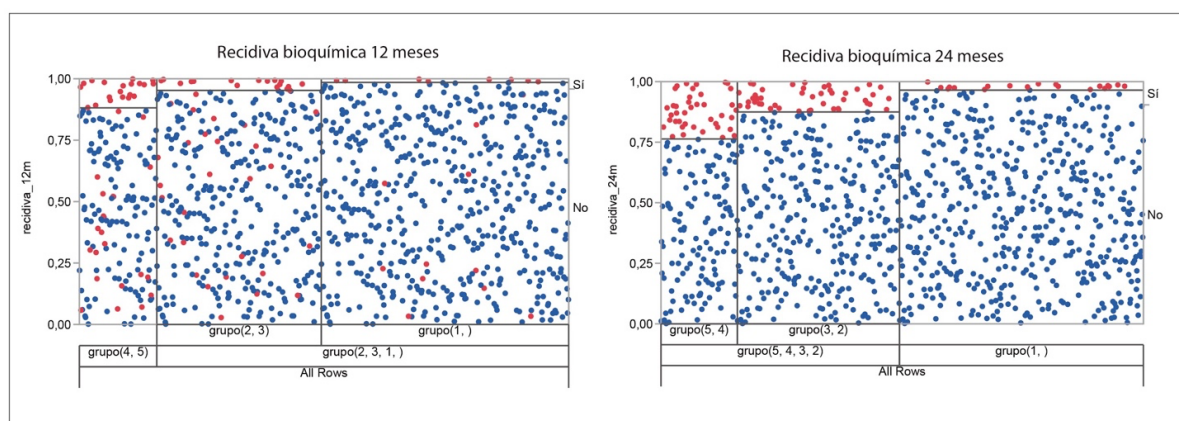 Recidiva bioquímica 12 meses
1,00
0,75
0,50
0,25
0,00
recidiva_12m
Sí
No
grupo(2, 3)
grupo(1, )
grupo(4, 5)
grupo(2, 3, 1, )
All Rows
Recidiva bioquímica 24 meses
1,00
0,75
0,50
0,25
0,00
recidiva_24m
Sí
No
grupo(5, 4)
grupo(3, 2)
grupo(5, 4, 3, 2)
grupo(1, )
All Rows